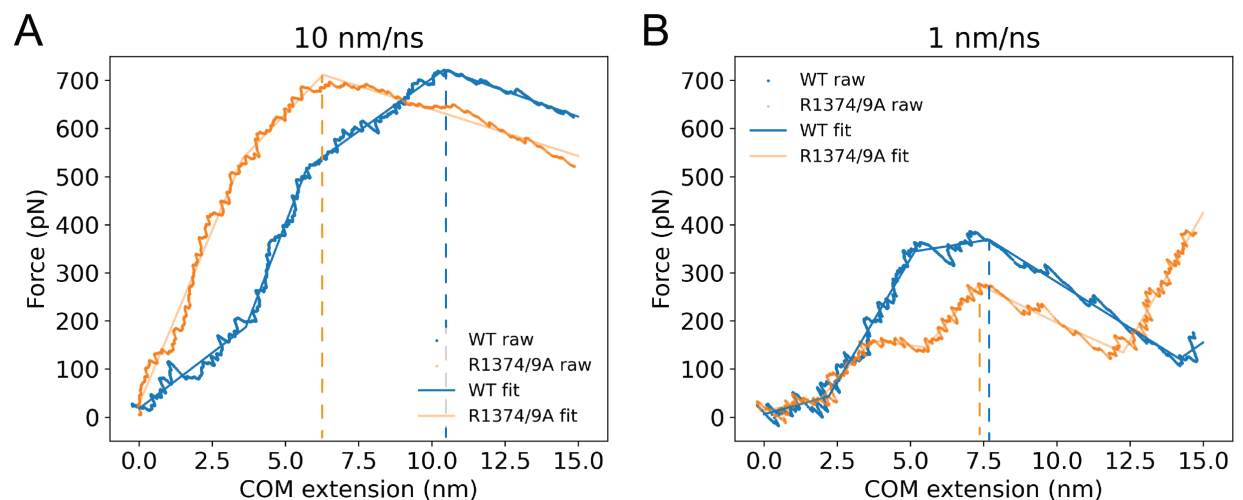 A
10 nm/ns
Force (pN)
700
600
500
400
300
200
100
0
WT raw
R1374/9A raw
WT fit
R1374/9A fit
0.0 2.5 5.0 7.5 10.0 12.5 15.0
COM extension (nm)
B
1 nm/ns
Force (pN)
700
600
500
400
300
200
100
0
WT raw
R1374/9A raw
WT fit
R1374/9A fit
0.0 2.5 5.0 7.5 10.0 12.5 15.0
COM extension (nm)